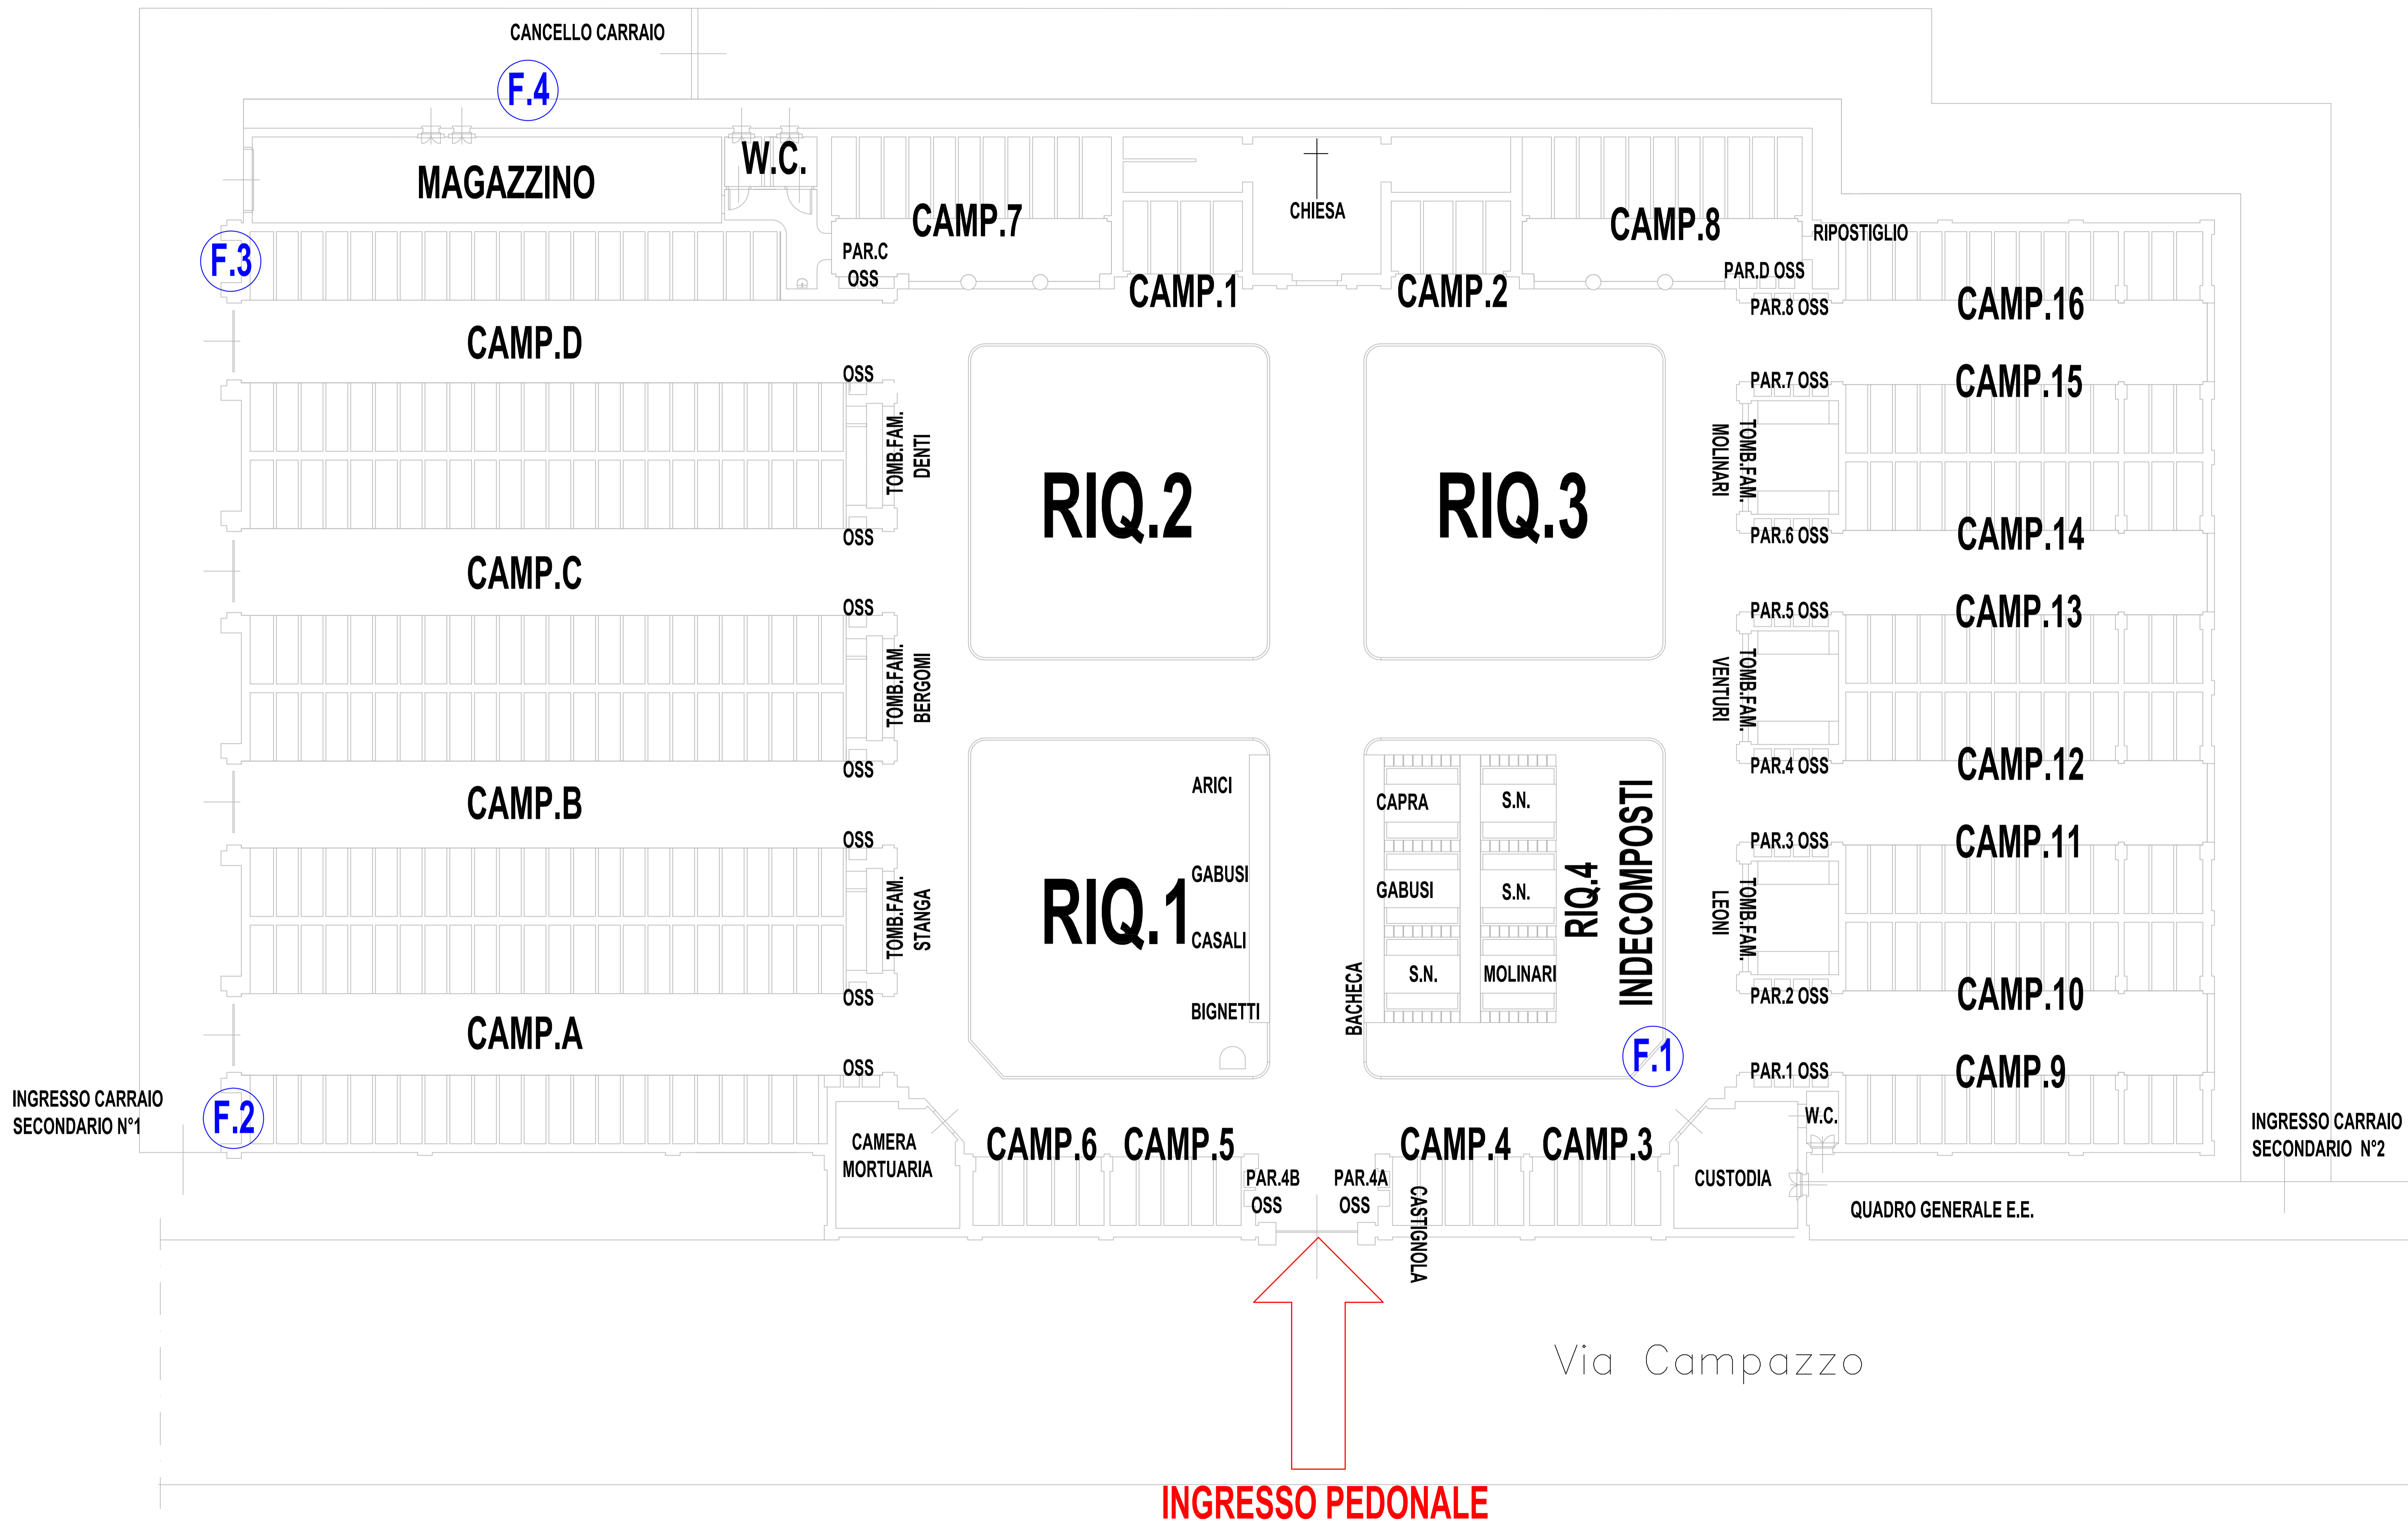 CANCELLO CARRAIO
F.4
MAGAZZINO
W.C.
CHIESA
CAMP.7
CAMP.8
RIPOSTIGLIO
F.3
PAR.C
OSS
PAR.D OSS
CAMP.1
CAMP.2
PAR.8 OSS
CAMP.16
CAMP.D
OSS
PAR.7 OSS
CAMP.15
TOMB.FAM.
DENTI
RIQ.2
RIQ.3
TOMB.FAM.
MOLINARI
OSS
PAR.6 OSS
CAMP.14
CAMP.C
OSS
PAR.5 OSS
CAMP.13
TOMB.FAM.
BERGOMI
TOMB.FAM.
VENTURI
OSS
PAR.4 OSS
CAMP.12
CAMP.B
ARICI
CAPRA
S.N.
OSS
PAR.3 OSS
CAMP.11
TOMB.FAM.
STANGA
RIQ.1
GABUSI
GABUSI
S.N.
RIQ.4
INDECOMPOSTI
TOMB.FAM.
LEONI
CASALI
S.N.
MOLINARI
BACHECA
BIGNETTI
OSS
PAR.2 OSS
CAMP.10
CAMP.A
F.1
OSS
PAR.1 OSS
CAMP.9
INGRESSO CARRAIO
SECONDARIO N°1
F.2
W.C.
INGRESSO CARRAIO
SECONDARIO N°2
CAMERA
MORTUARIA
CAMP.6
CAMP.5
CAMP.4
CAMP.3
PAR.4B
OSS
PAR.4A
OSS
CASTIGNOLA
CUSTODIA
QUADRO GENERALE E.E.
Via Campazzo
INGRESSO PEDONALE